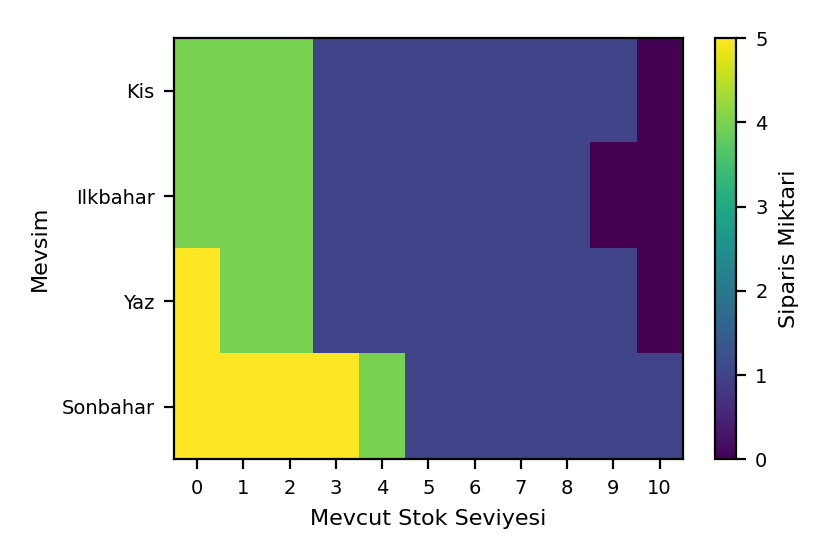 Kis
Ilkbahar
Yaz
Sonbahar
Mevsim
0 1 2 3 4 5 6 7 8 9 10
Mevcut Stok Seviyesi
5
4
3
2
1
0
Siparis Miktari